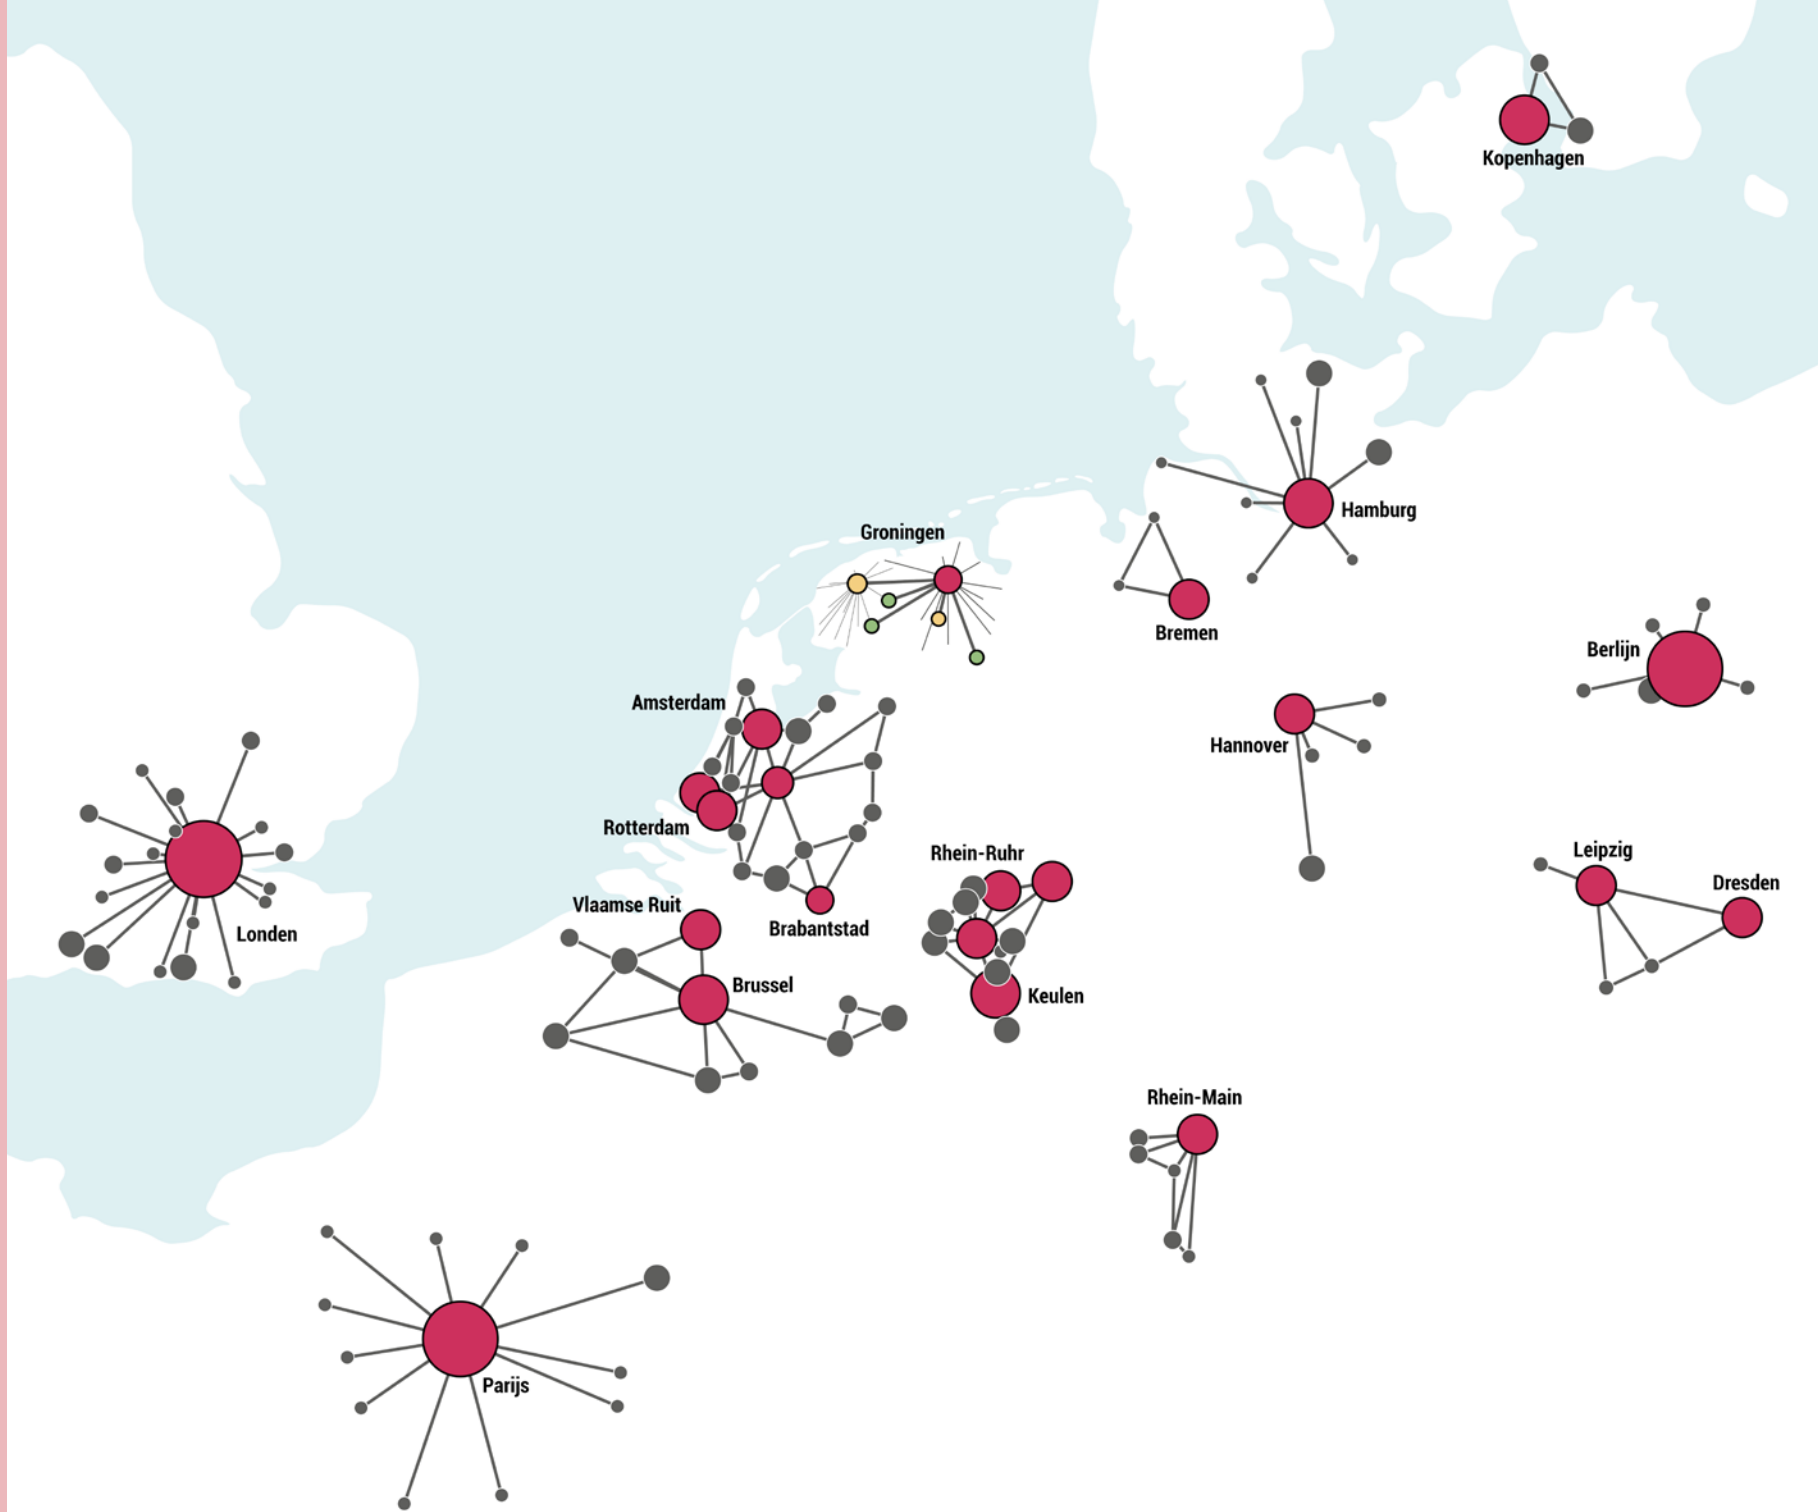 Kopenhagen
Hamburg
Groningen
Bremen
Berlijn
Amsterdam
Hannover
Rotterdam
Leipzig
Rhein-Ruhr
Dresden
Vlaamse Ruit
Brabantstad
Londen
Brussel
Keulen
Rhein-Main
Parijs